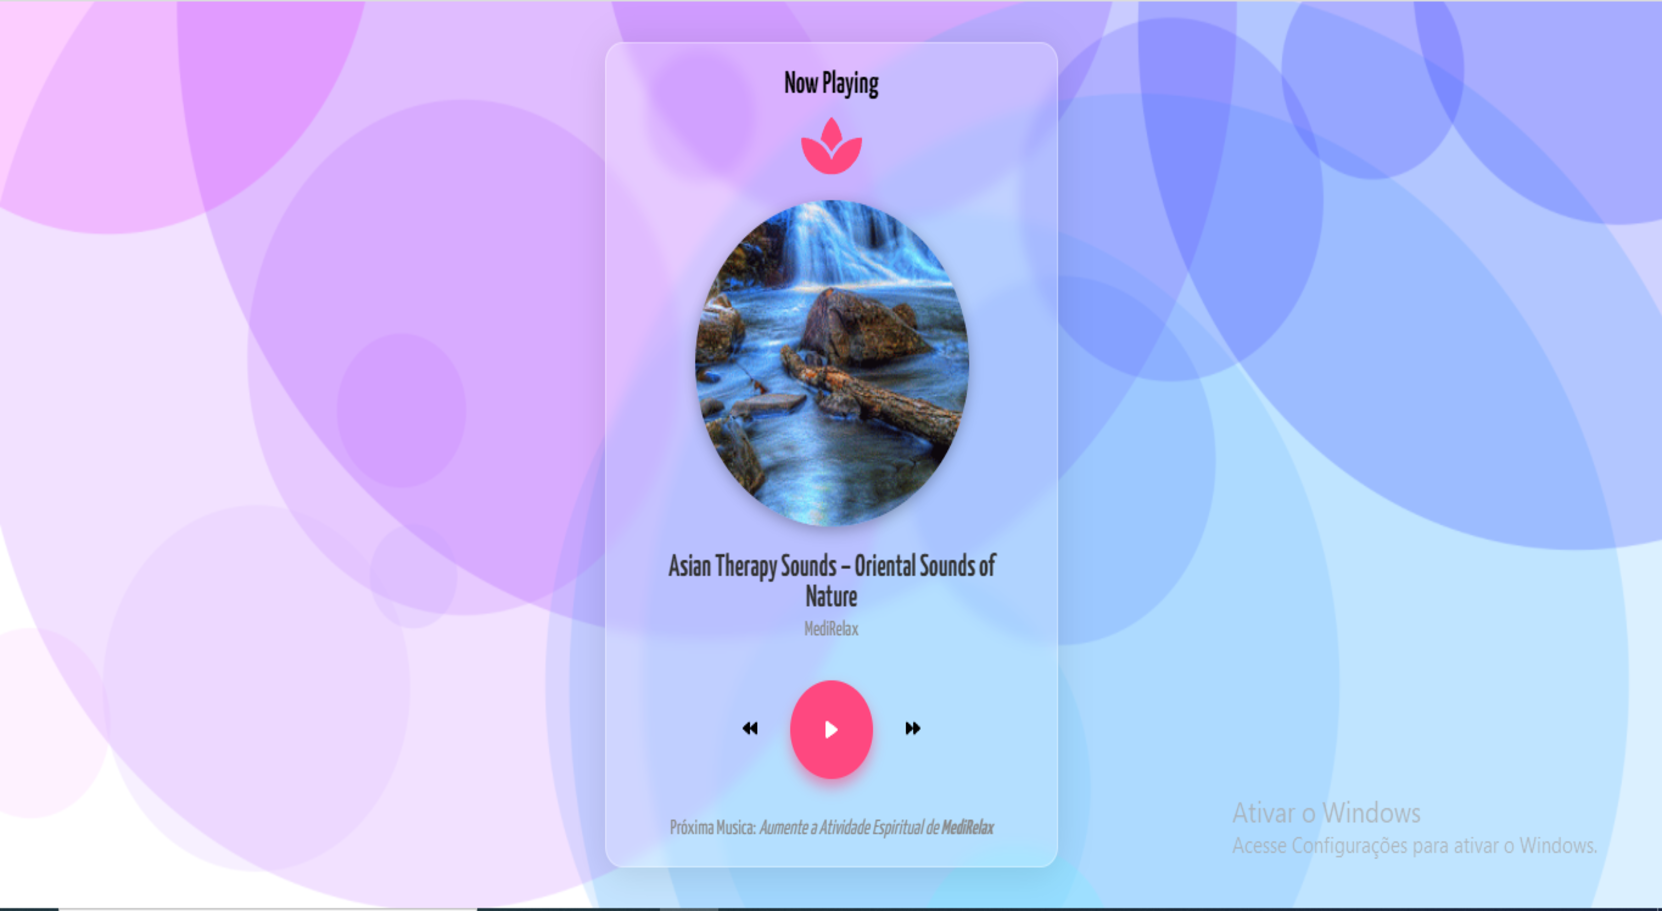 Now Playing
Asian Therapy Sounds – Oriental Sounds of
Nature
MediRelax
Próxima Musica: Aumente a Atividade Espiritual de MediRelax
Ativar o Windows
Acesse Configurações para ativar o Windows.